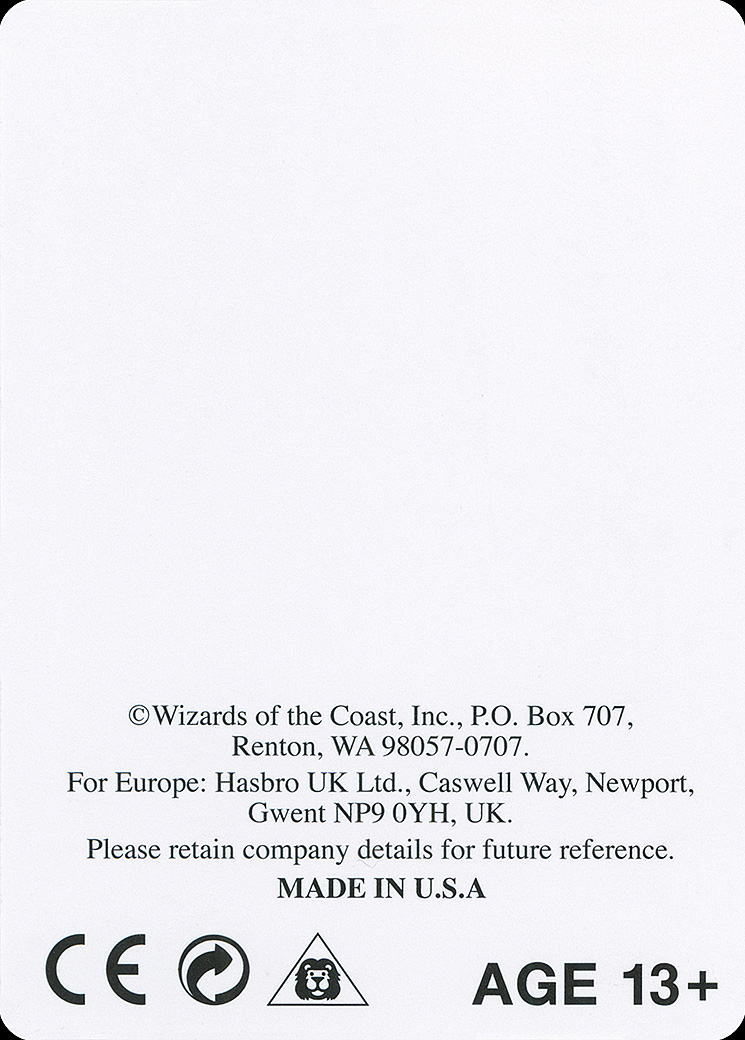 ©Wizards of the Coast, Inc., P.O. Box 707,
Renton, WA 98057-0707.
For Europe: Hasbro UK Ltd., Caswell Way, Newport,
Gwent NP9 0YH, UK.
Please retain company details for future reference.
MADE IN U.S.A
CE AGE 13+